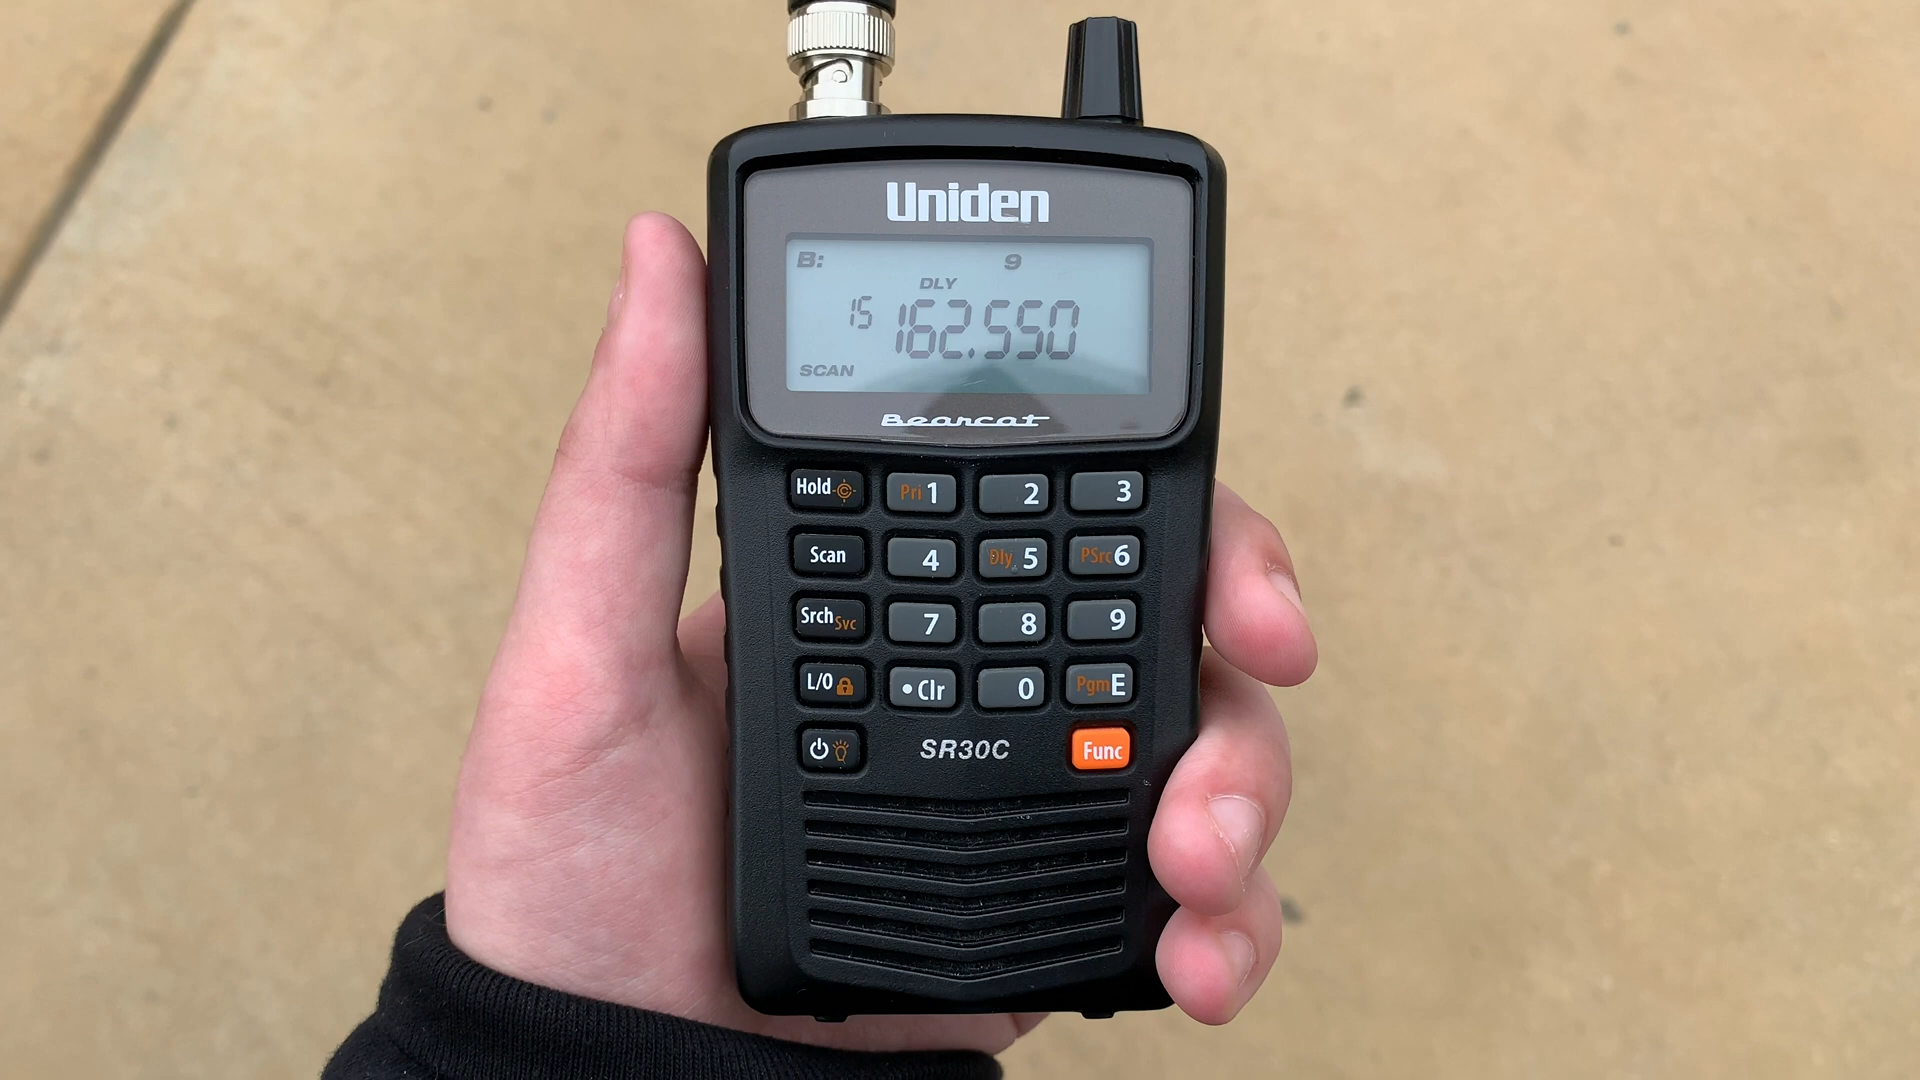 Uniden
B: 9
DLY
15 162.550
SCAN
Bearcat
Hold Pri 1 2 3
Scan 4 Dly 5 PSrc 6
Srch Svc 7 8 9
L/O • Clr 0 Pgm E
SR30C Func